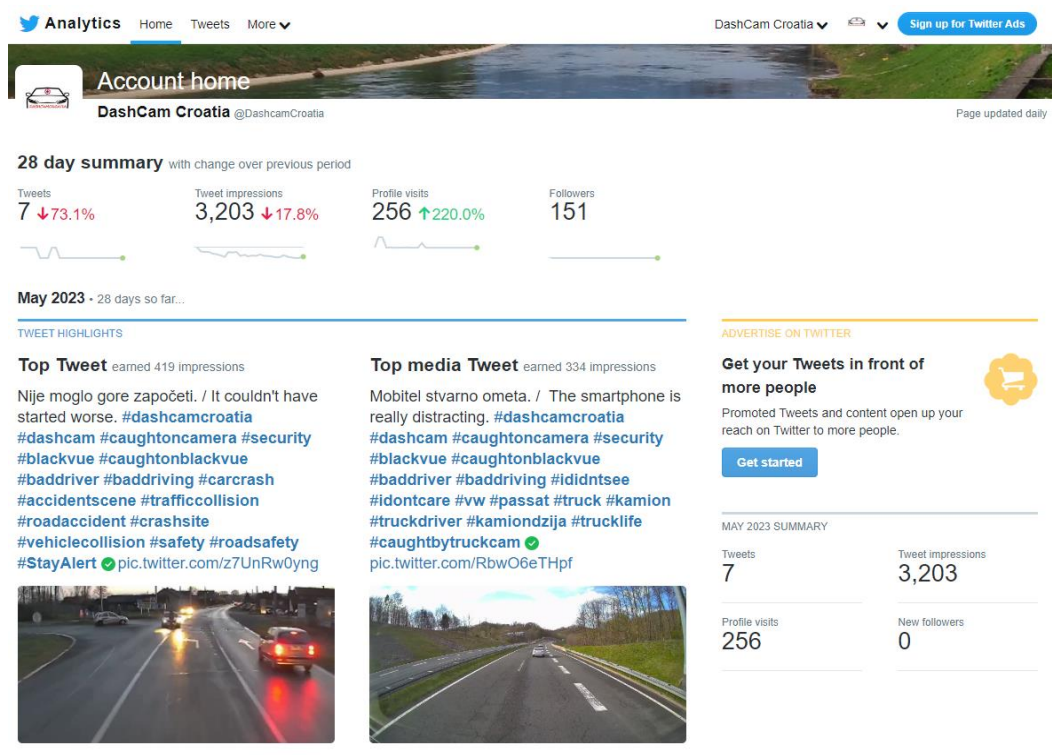 Analytics Home Tweets More
DashCam Croatia
Sign up for Twitter Ads
Account home
DashCam Croatia @DashcamCroatia
Page updated daily
28 day summary with change over previous period
Tweets
7 73.1%
Tweet impressions
3,203 17.8%
Profile visits
256 220.0%
Followers
151
May 2023 • 28 days so far...
TWEET HIGHLIGHTS
Top Tweet earned 419 impressions
Nije moglo gore započeti. / It couldn't have
started worse. #dashcamcroatia
#dashcam #caughtoncamera #security
#blackvue #caughtonblackvue
#baddriver #baddriving #carcrash
#accidentscene #trafficcollision
#roadaccident #crashsite
#vehiclecollision #safety #roadsafety
#StayAlert pic.twitter.com/z7UnRw0yng
Top media Tweet earned 334 impressions
Mobitel stvarno ometa. / The smartphone is
really distracting. #dashcamcroatia
#dashcam #caughtoncamera #security
#blackvue #caughtonblackvue
#baddriver #baddriving #ididntsee
#idontcare #vw #passat #truck #kamion
#truckdriver #kamiondzija #trucklife
#caughtbytruckcam
pic.twitter.com/RbwO6eTHpf
ADVERTISE ON TWITTER
Get your Tweets in front of
more people
Promoted Tweets and content open up your
reach on Twitter to more people.
Get started
MAY 2023 SUMMARY
Tweets
7
Tweet impressions
3,203
Profile visits
256
New followers
0